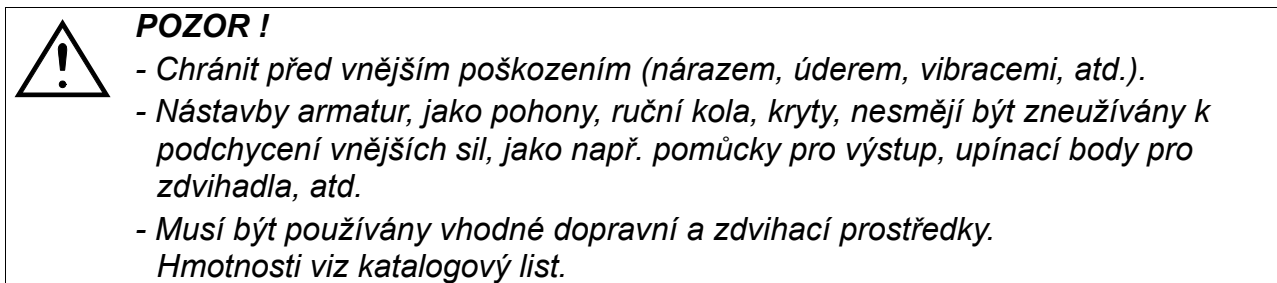 POZOR !
- Chránit před vnějším poškozením (nárazem, úderem, vibracemi, atd.).
- Nástavby armatur, jako pohony, ruční kola, kryty, nesmějí být zneužívány k
podchycení vnějších sil, jako např. pomůcky pro výstup, upínací body pro
zdvihadla, atd.
- Musí být používány vhodné dopravní a zdvihací prostředky.
Hmotnosti viz katalogový list.